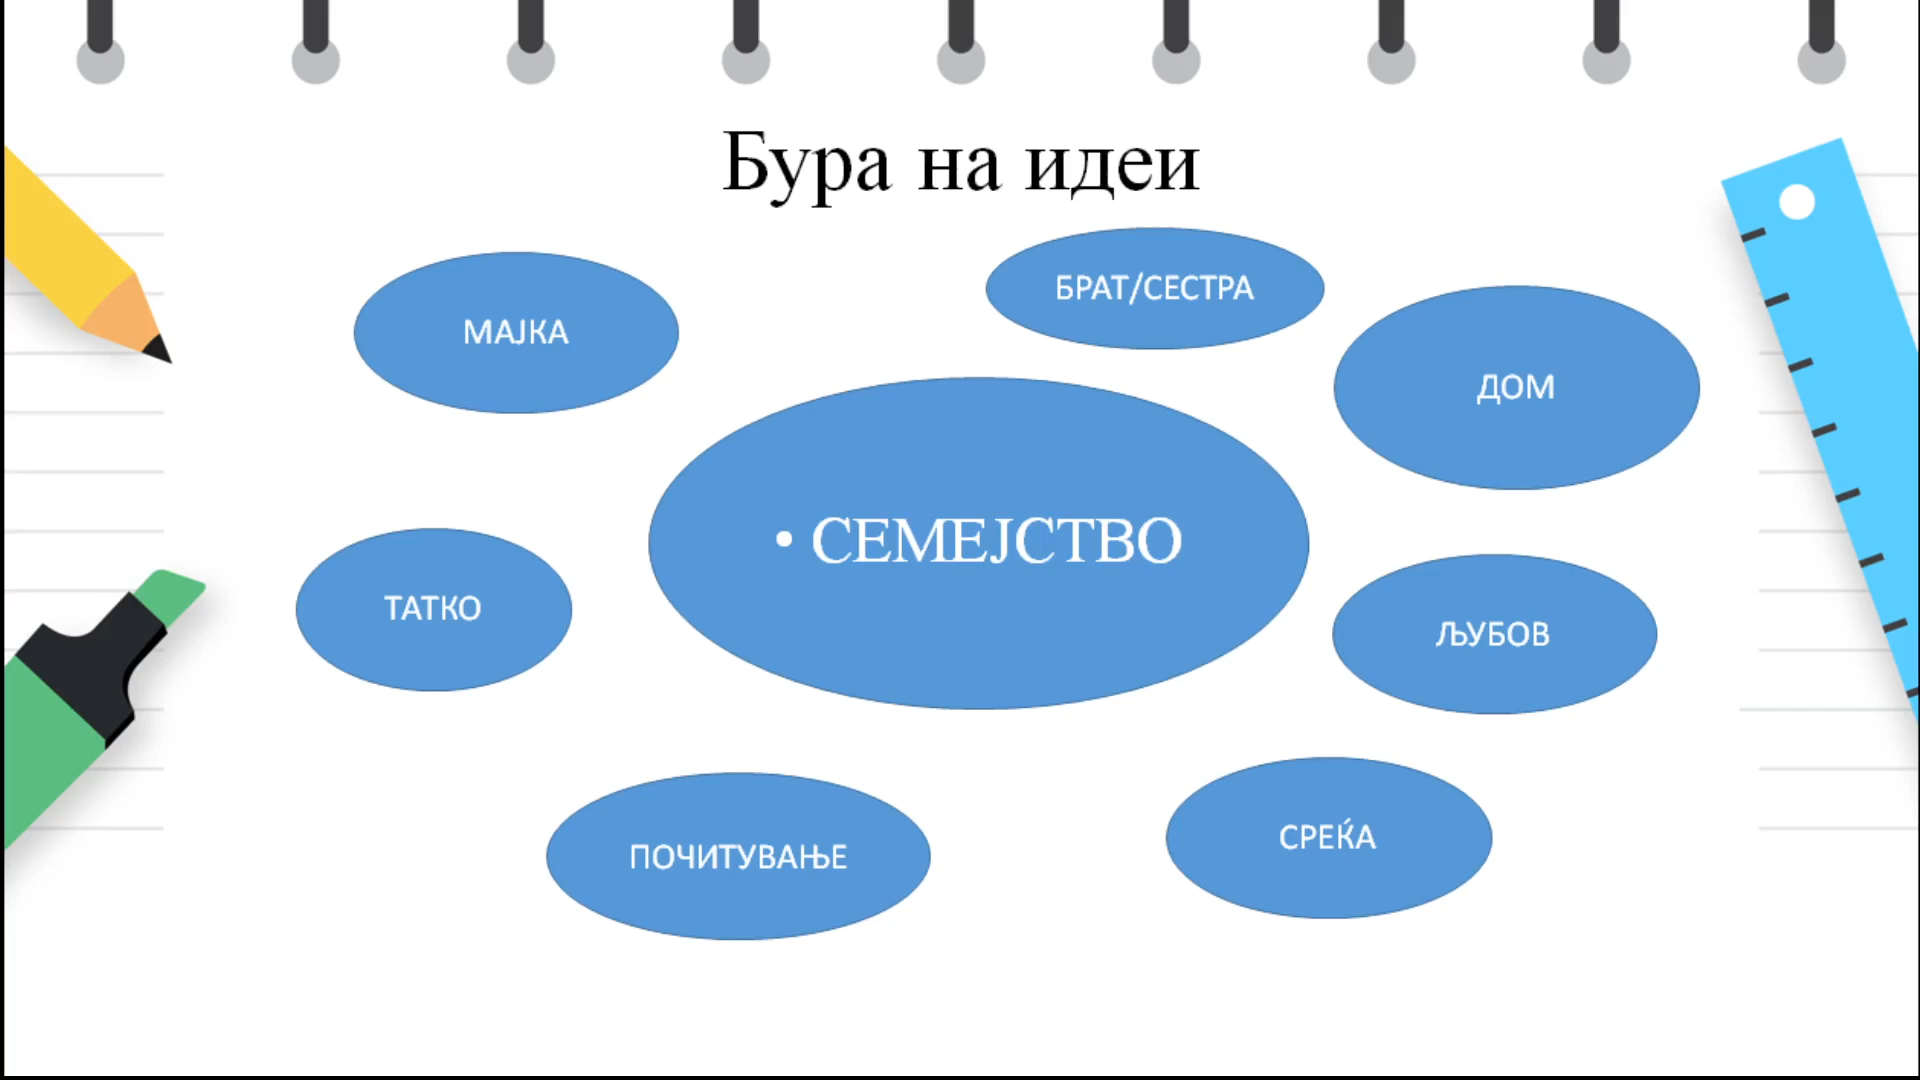 Бура на идеи
БРАТ/СЕСТРА
МАЈКА
ДОМ
• СЕМЕЈСТВО
ТАТКО
ЉУБОВ
СРЕЌА
ПОЧИТУВАЊЕ